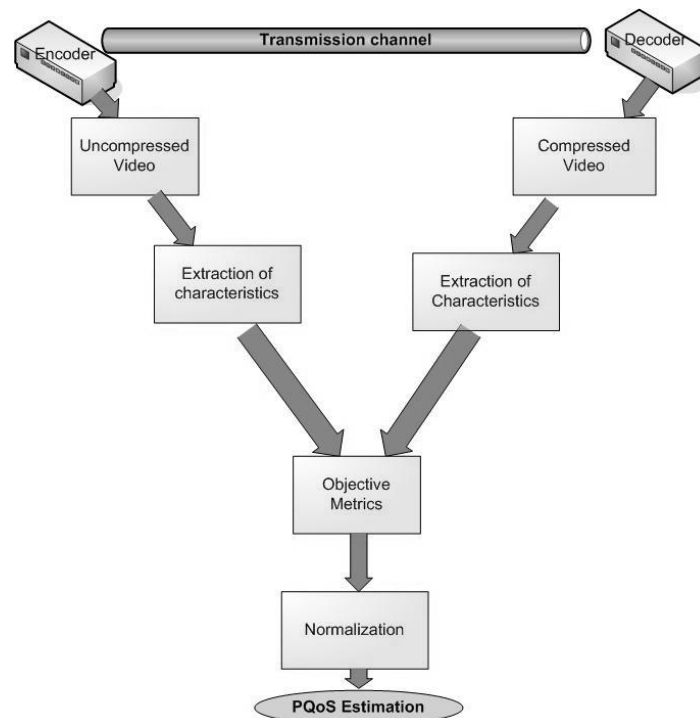 Transmission channel
Encoder
Decoder
Uncompressed
Video
Compressed
Video
Extraction of
characteristics
Extraction of
Characteristics
Objective
Metrics
Normalization
PQoS Estimation